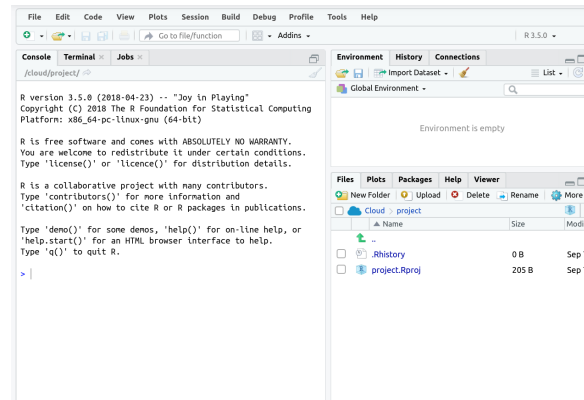 File Edit Code View Plots Session Build Debug Profile Tools Help
Go to file/function Addins R 3.5.0
Console Terminal Jobs
/cloud/project/
R version 3.5.0 (2018-04-23) -- "Joy in Playing"
Copyright (C) 2018 The R Foundation for Statistical Computing
Platform: x86_64-pc-linux-gnu (64-bit)
R is free software and comes with ABSOLUTELY NO WARRANTY.
You are welcome to redistribute it under certain conditions.
Type 'license()' or 'licence()' for distribution details.
R is a collaborative project with many contributors.
Type 'contributors()' for more information and
'citation()' on how to cite R or R packages in publications.
Type 'demo()' for some demos, 'help()' for on-line help, or
'help.start()' for an HTML browser interface to help.
Type 'q()' to quit R.
>
Environment History Connections
Import Dataset List
Global Environment
Environment is empty
Files Plots Packages Help Viewer
New Folder Upload Delete Rename More
Cloud > project
Name Size Modi
..
.Rhistory 0 B Sep
project.Rproj 205 B Sep